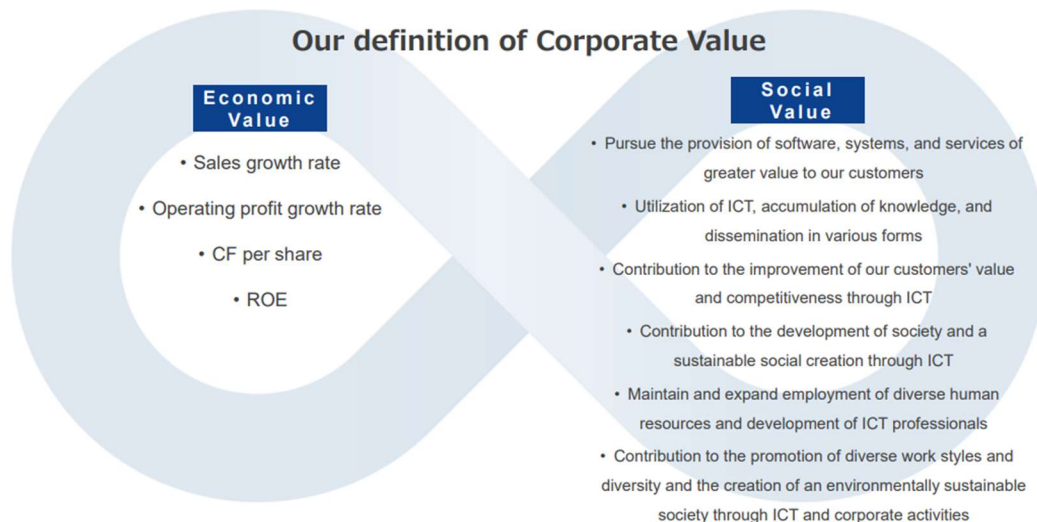 Our definition of Corporate Value
Economic
Value
• Sales growth rate
• Operating profit growth rate
• CF per share
• ROE
Social
Value
• Pursue the provision of software, systems, and services of
greater value to our customers
• Utilization of ICT, accumulation of knowledge, and
dissemination in various forms
• Contribution to the improvement of our customers' value
and competitiveness through ICT
• Contribution to the development of society and a
sustainable social creation through ICT
• Maintain and expand employment of diverse human
resources and development of ICT professionals
• Contribution to the promotion of diverse work styles and
diversity and the creation of an environmentally sustainable
society through ICT and corporate activities